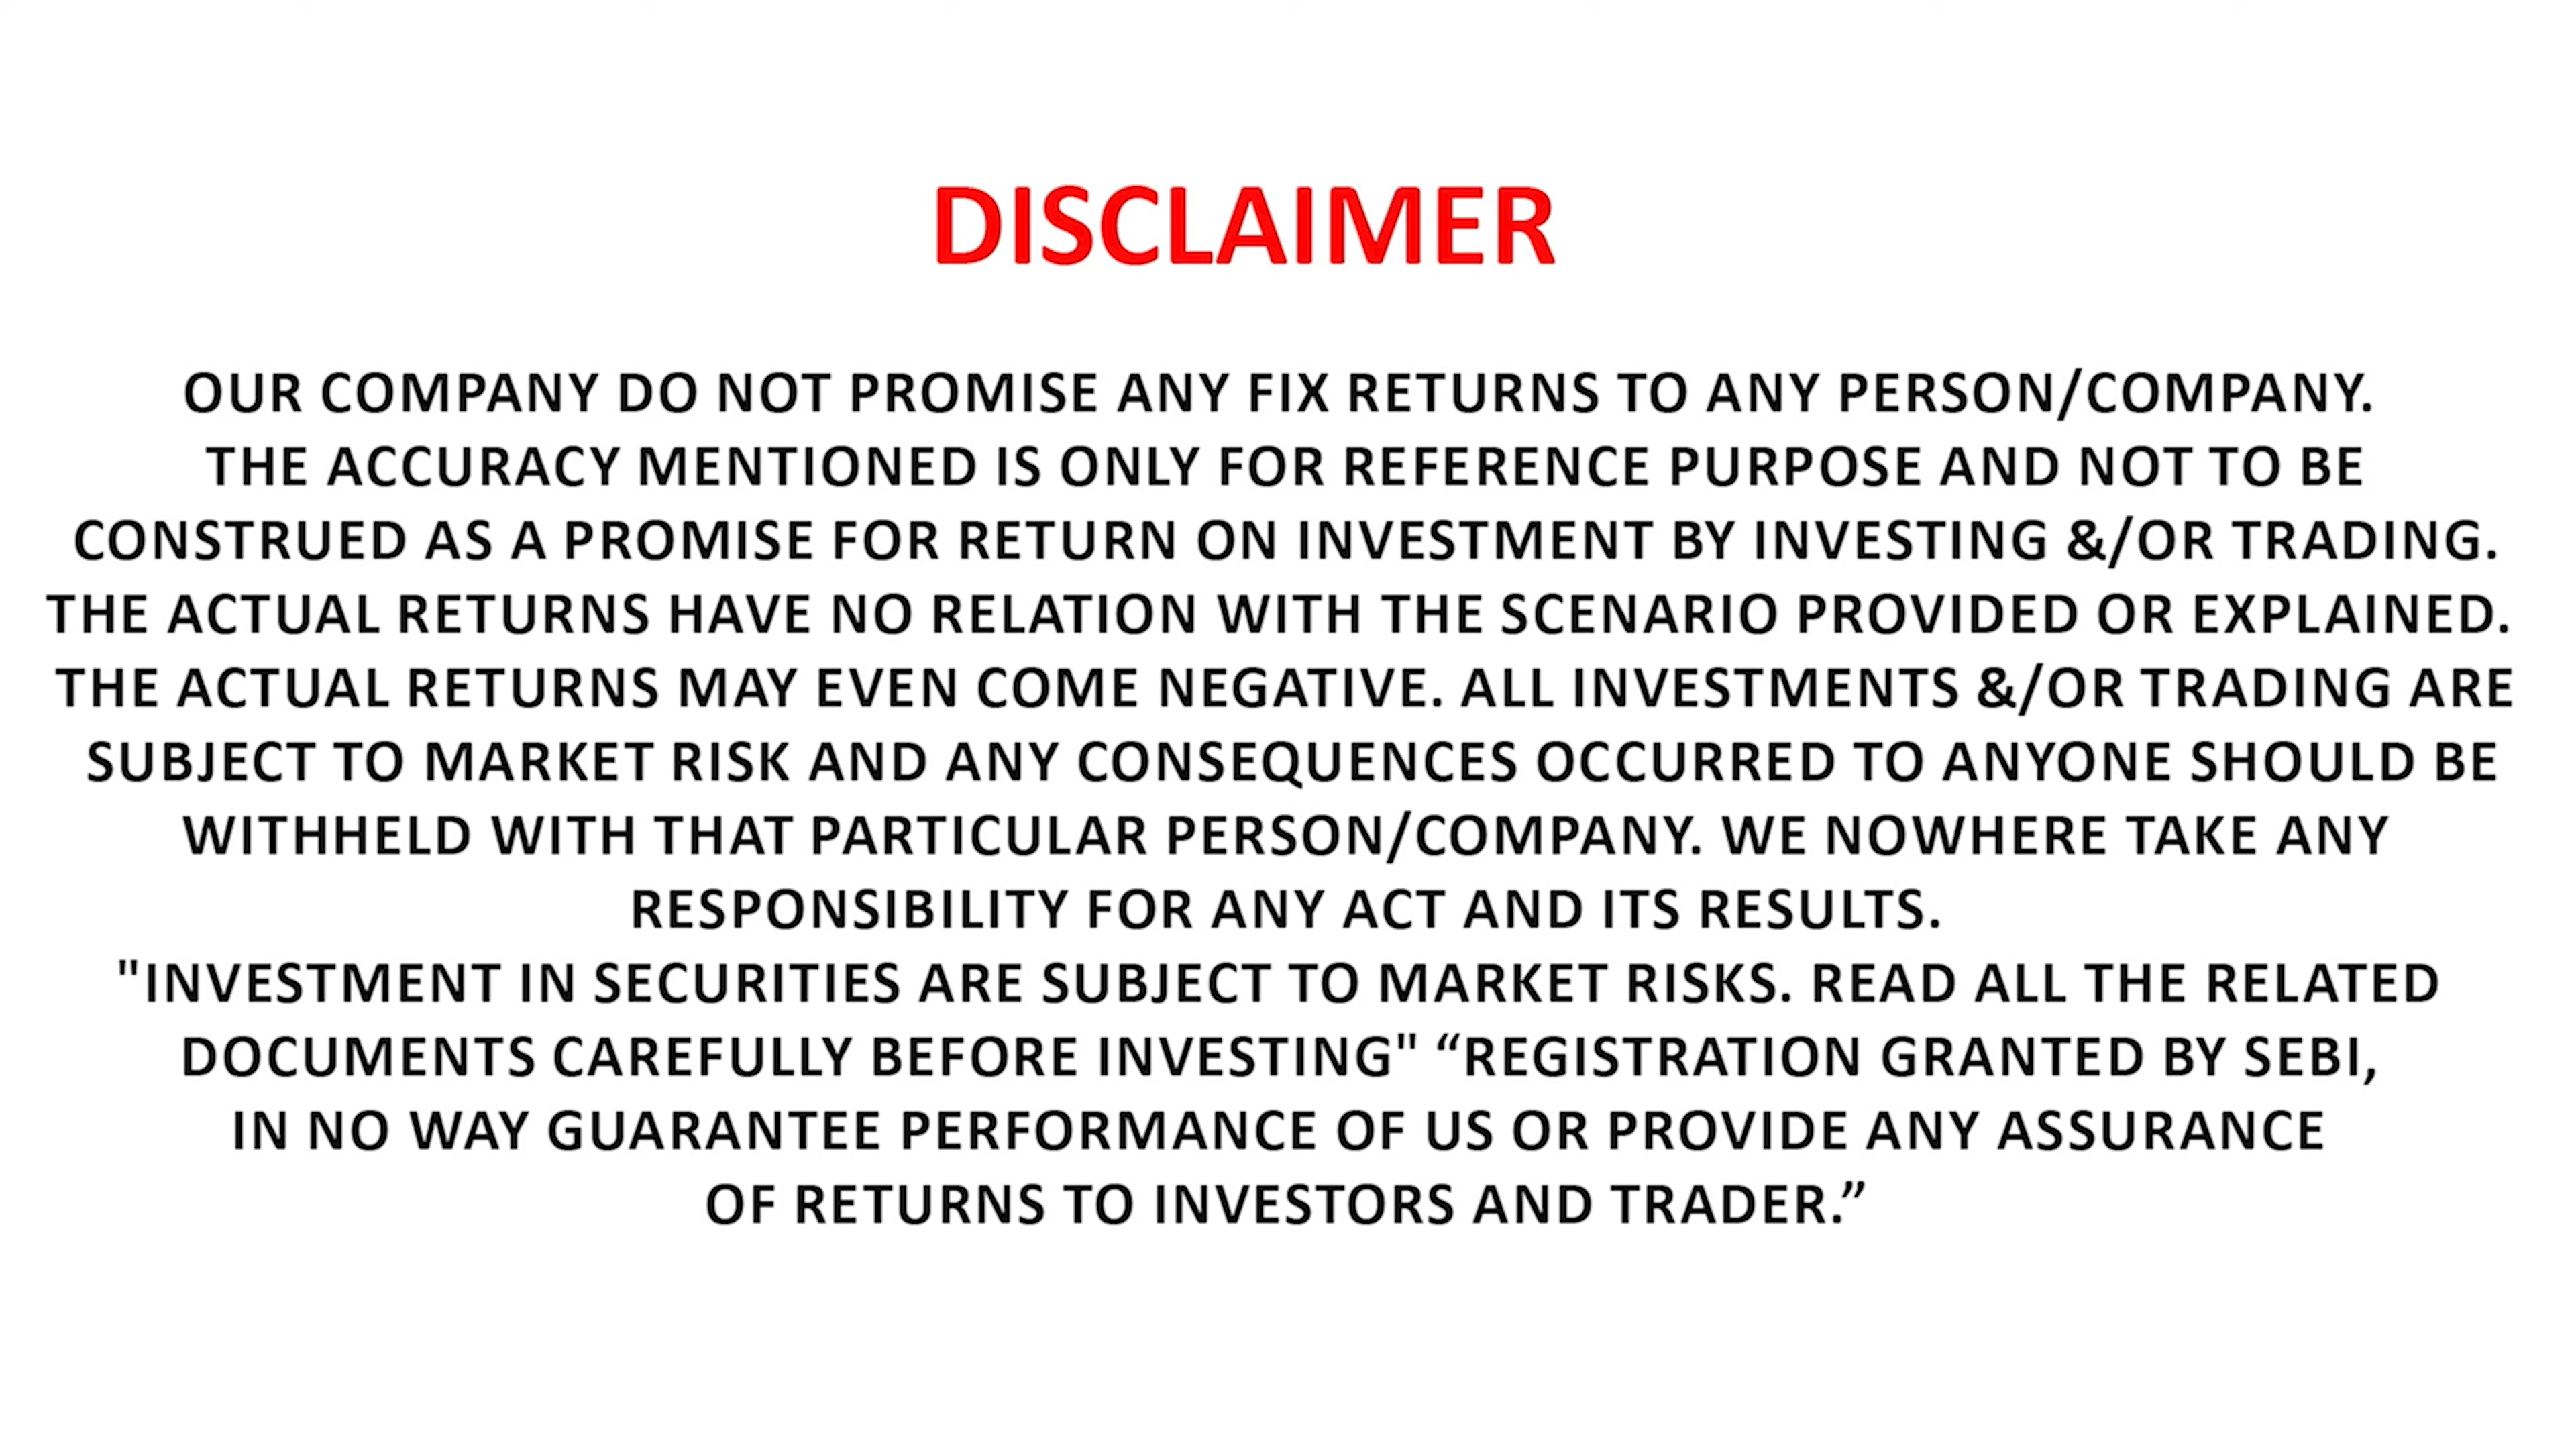 DISCLAIMER
OUR COMPANY DO NOT PROMISE ANY FIX RETURNS TO ANY PERSON/COMPANY.
THE ACCURACY MENTIONED IS ONLY FOR REFERENCE PURPOSE AND NOT TO BE
CONSTRUED AS A PROMISE FOR RETURN ON INVESTMENT BY INVESTING &/OR TRADING.
THE ACTUAL RETURNS HAVE NO RELATION WITH THE SCENARIO PROVIDED OR EXPLAINED.
THE ACTUAL RETURNS MAY EVEN COME NEGATIVE. ALL INVESTMENTS &/OR TRADING ARE
SUBJECT TO MARKET RISK AND ANY CONSEQUENCES OCCURRED TO ANYONE SHOULD BE
WITHHELD WITH THAT PARTICULAR PERSON/COMPANY. WE NOWHERE TAKE ANY
RESPONSIBILITY FOR ANY ACT AND ITS RESULTS.
"INVESTMENT IN SECURITIES ARE SUBJECT TO MARKET RISKS. READ ALL THE RELATED
DOCUMENTS CAREFULLY BEFORE INVESTING" “REGISTRATION GRANTED BY SEBI,
IN NO WAY GUARANTEE PERFORMANCE OF US OR PROVIDE ANY ASSURANCE
OF RETURNS TO INVESTORS AND TRADER.”